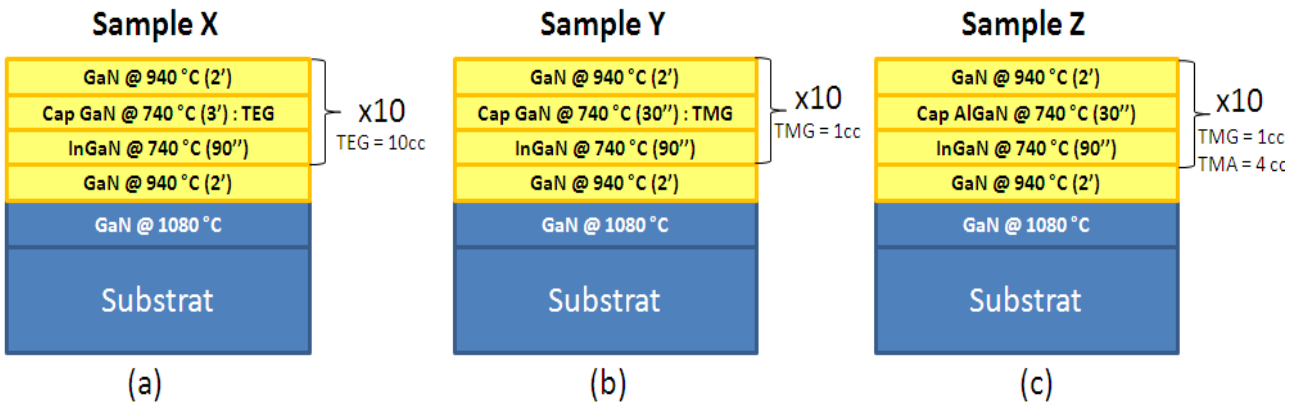 Sample X
GaN @ 940 °C (2')
Cap GaN @ 740 °C (3') : TEG
InGaN @ 740 °C (90'')
GaN @ 940 °C (2')
GaN @ 1080 °C
Substrat
x10
TEG = 10cc
(a)
Sample Y
GaN @ 940 °C (2')
Cap GaN @ 740 °C (30'') : TMG
InGaN @ 740 °C (90'')
GaN @ 940 °C (2')
GaN @ 1080 °C
Substrat
x10
TMG = 1cc
(b)
Sample Z
GaN @ 940 °C (2')
Cap AlGaN @ 740 °C (30'')
InGaN @ 740 °C (90'')
GaN @ 940 °C (2')
GaN @ 1080 °C
Substrat
x10
TMG = 1cc
TMA = 4 cc
(c)